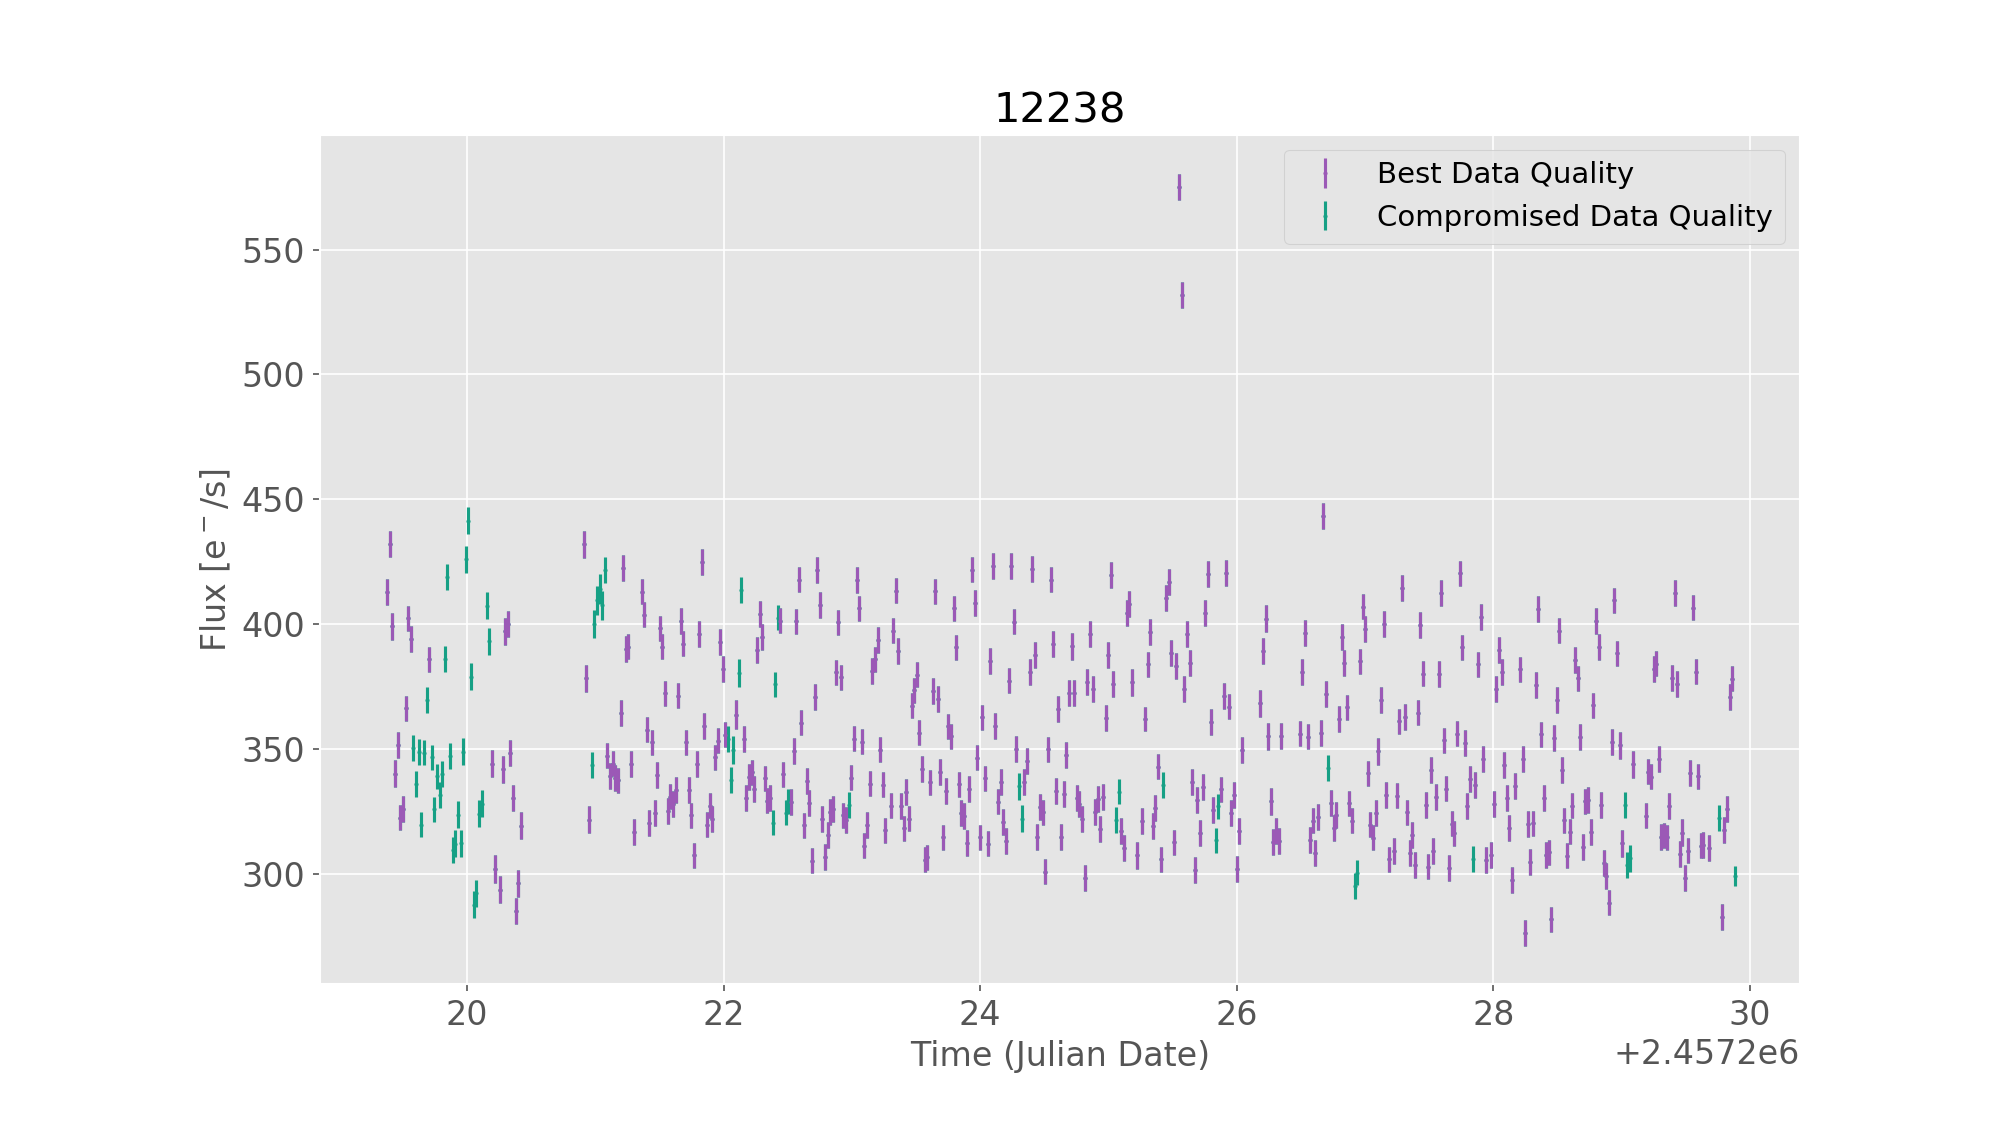 12238
Best Data Quality
Compromised Data Quality
550
500
450
400
350
300
Flux [e⁻/s]
20 22 24 26 28 30
Time (Julian Date)
+2.4572e6